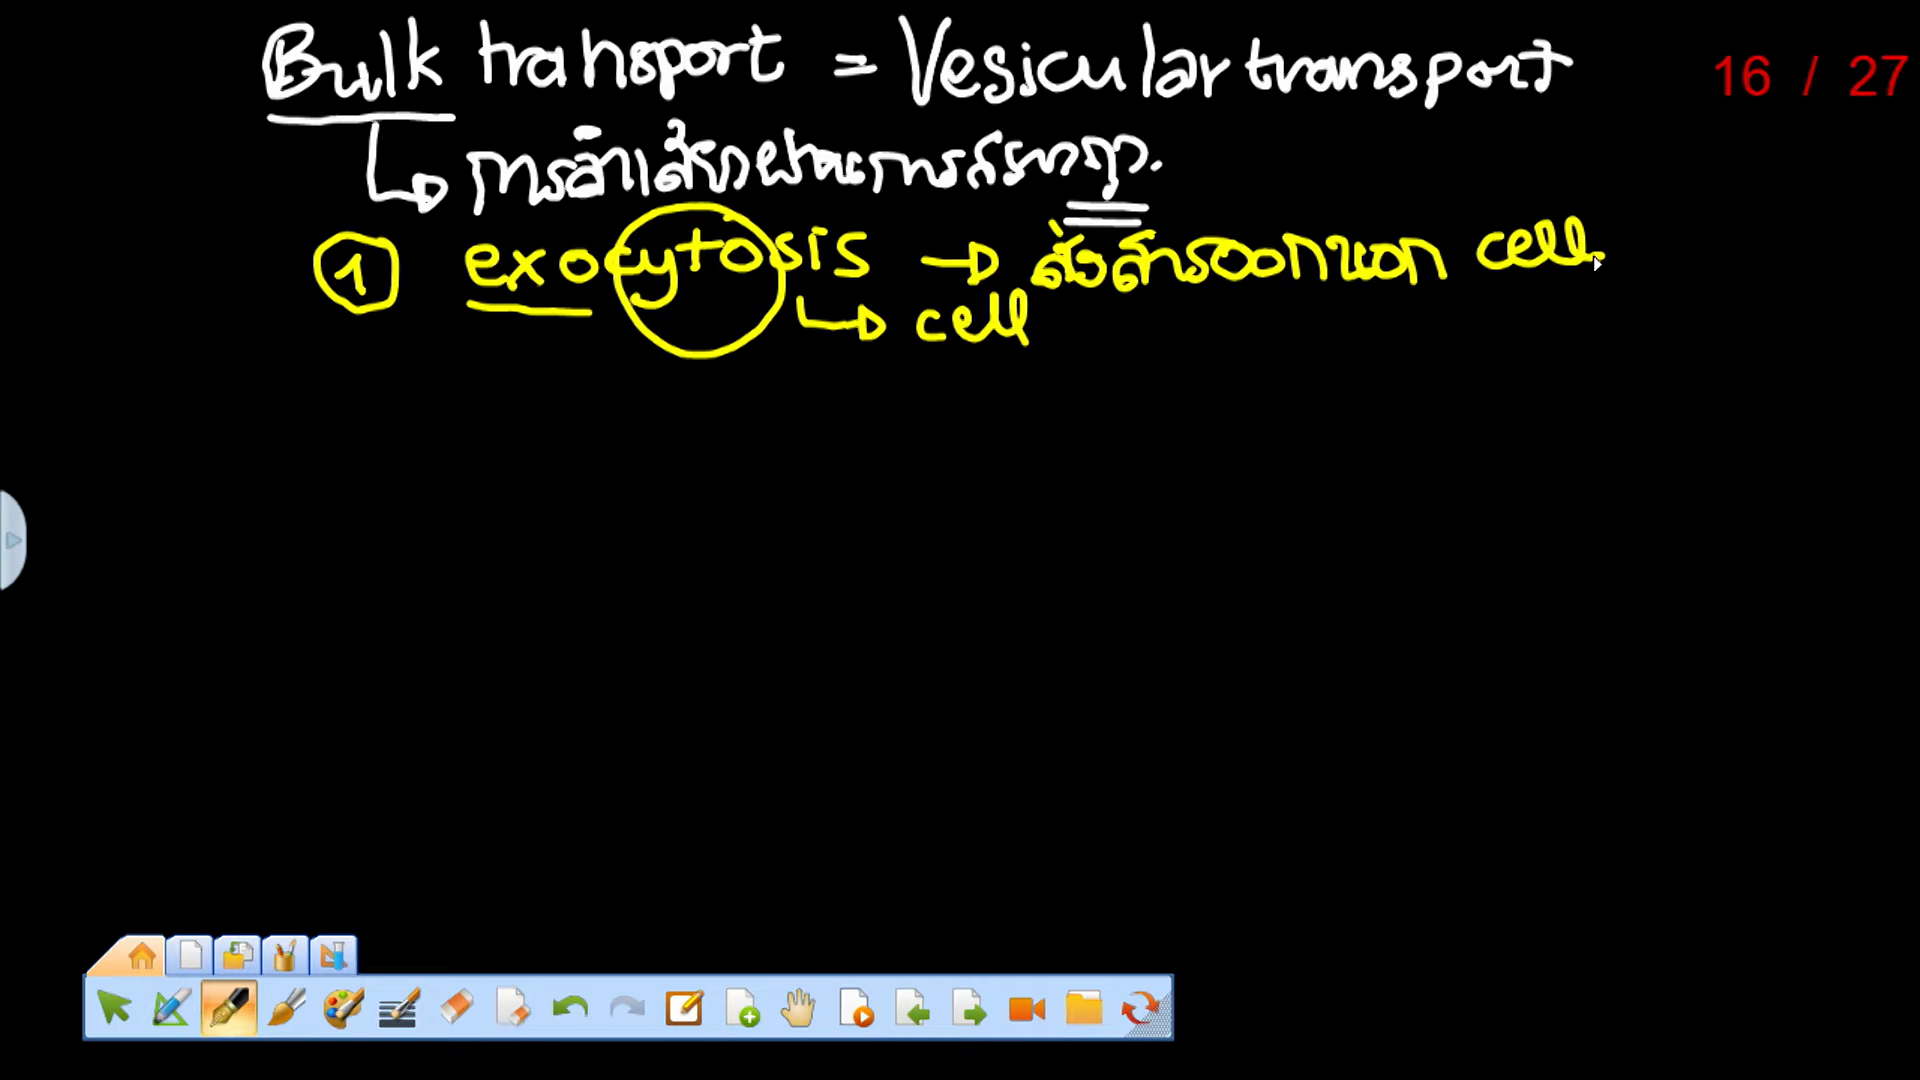 Bulk transport = Vesicular transport
16 / 27
การลำเลียงผ่านการสร้างถุง.
1 exocytosis → ส่งสารออกนอก cell
cell